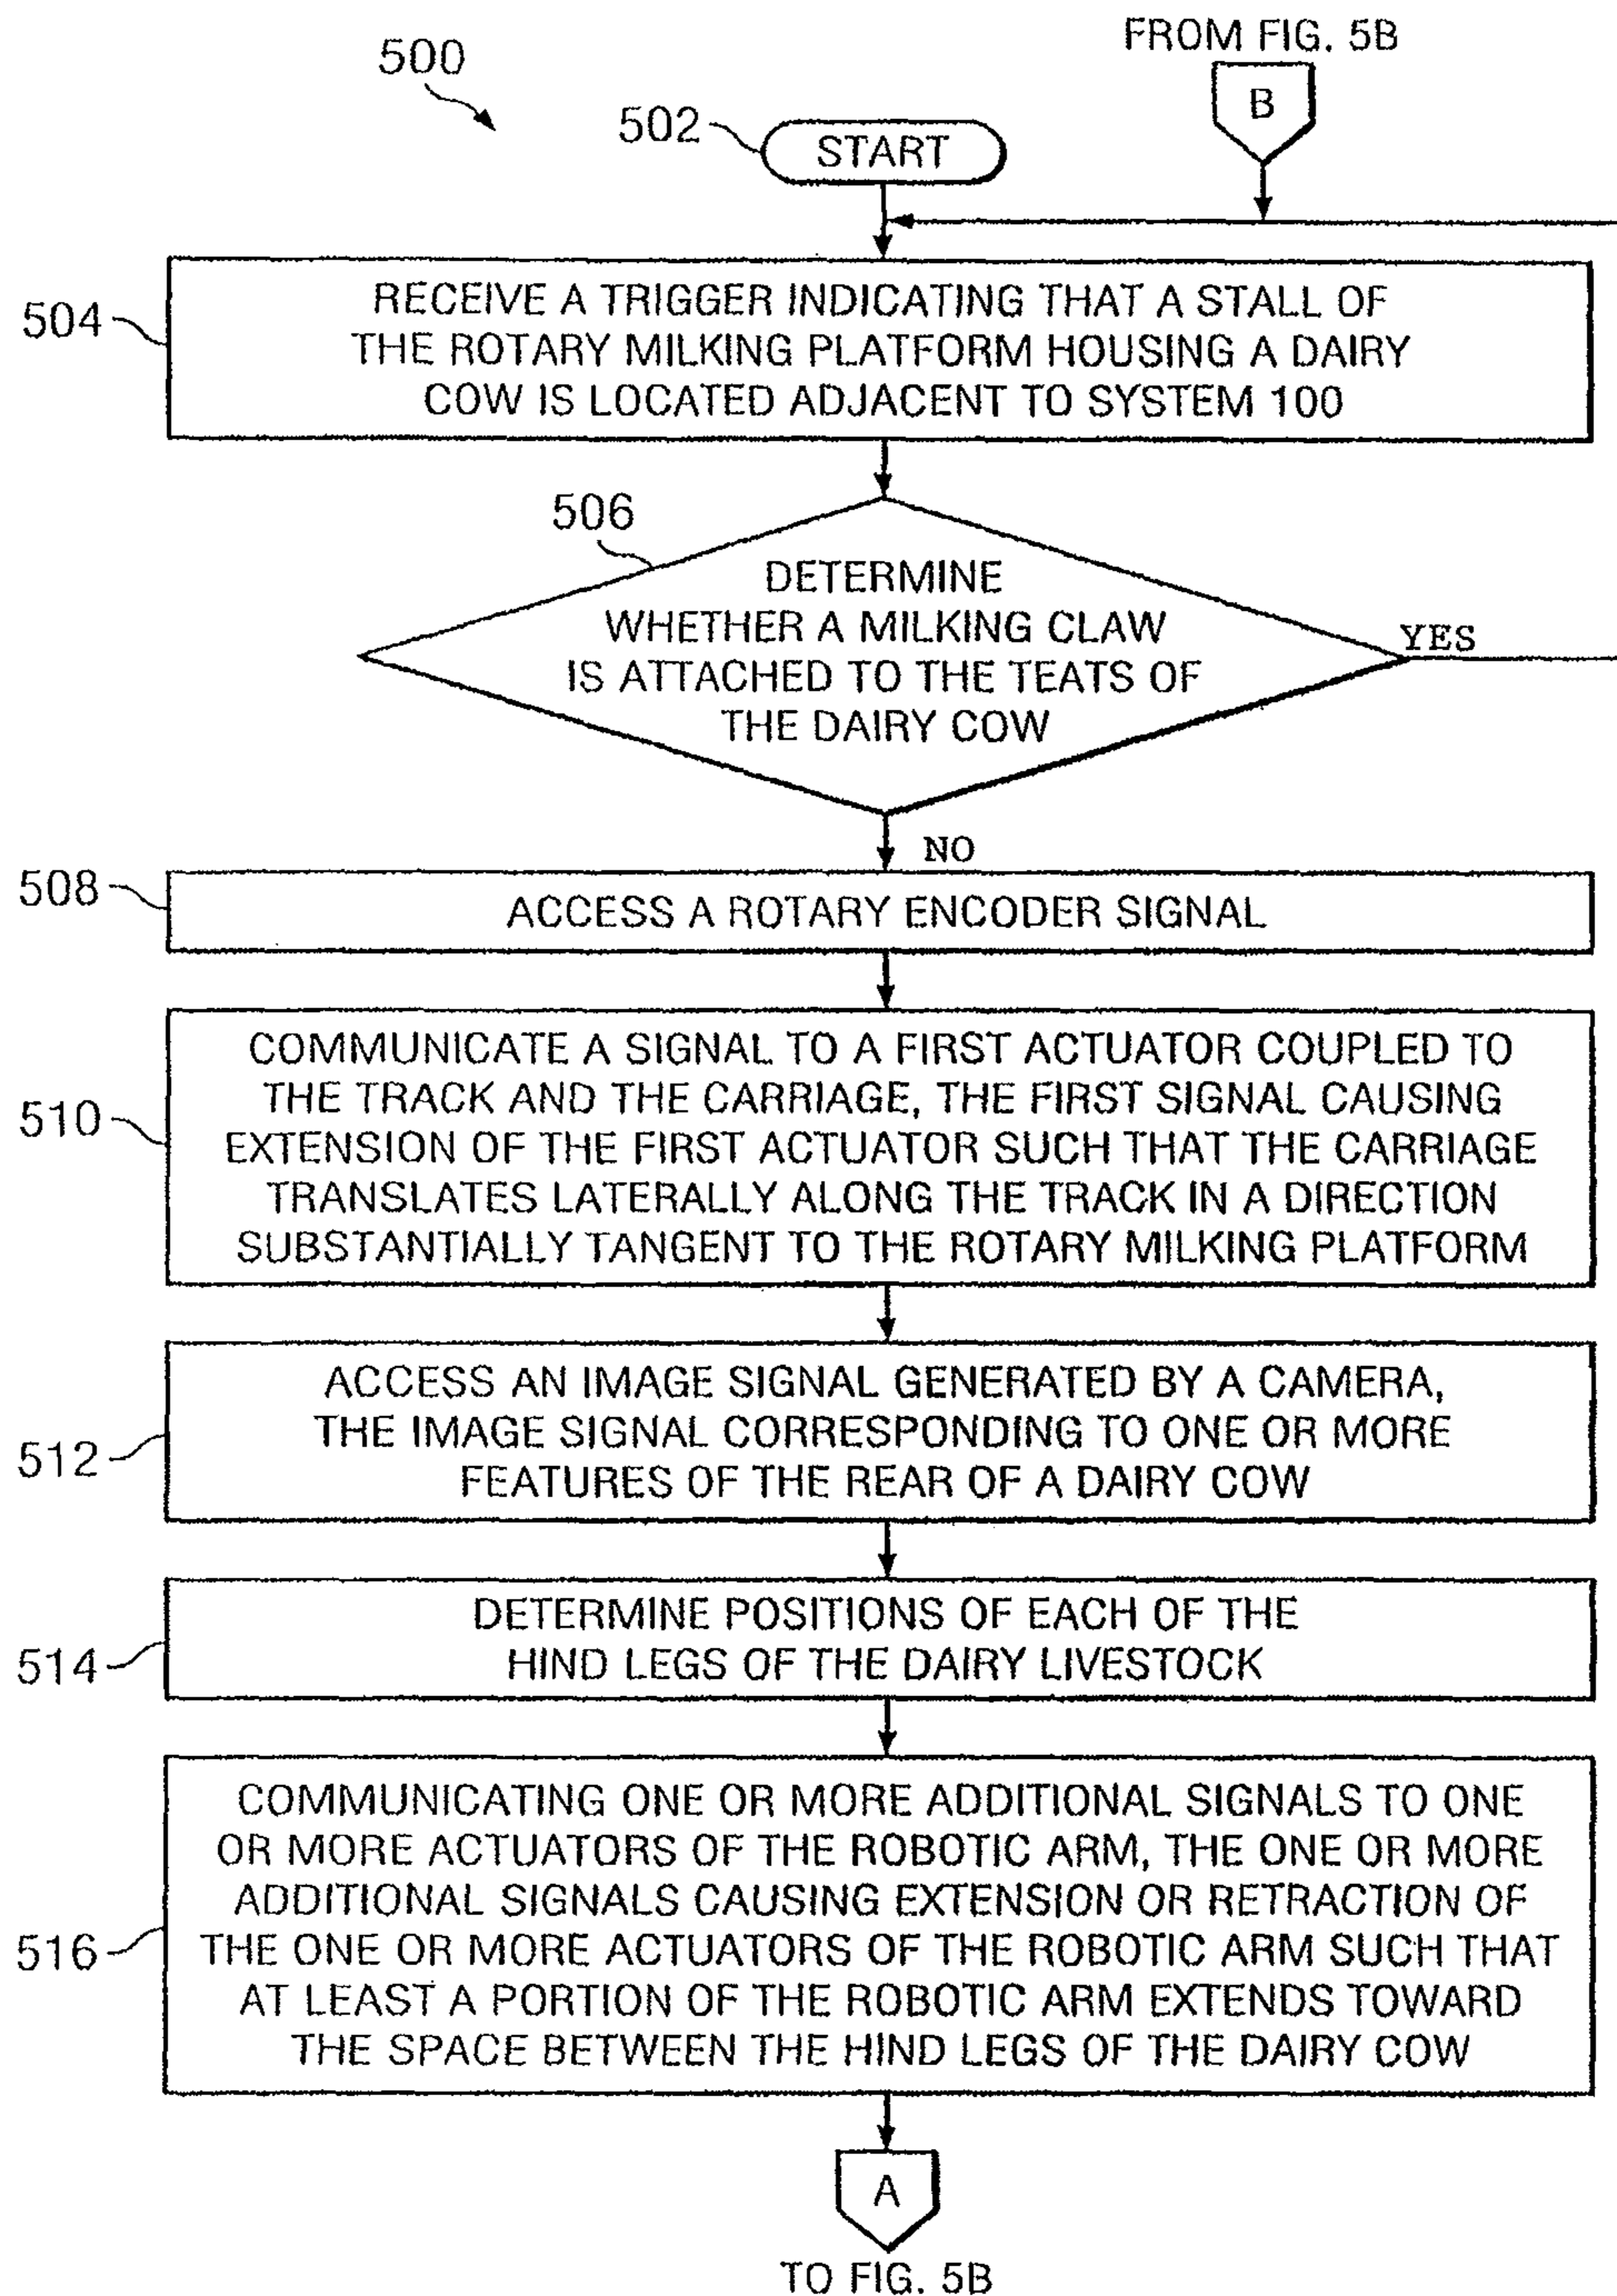 FROM FIG. 5B
500
B
502
START
504
RECEIVE A TRIGGER INDICATING THAT A STALL OF
THE ROTARY MILKING PLATFORM HOUSING A DAIRY
COW IS LOCATED ADJACENT TO SYSTEM 100
506
DETERMINE
WHETHER A MILKING CLAW
IS ATTACHED TO THE TEATS OF
THE DAIRY COW
YES
NO
508
ACCESS A ROTARY ENCODER SIGNAL
510
COMMUNICATE A SIGNAL TO A FIRST ACTUATOR COUPLED TO
THE TRACK AND THE CARRIAGE, THE FIRST SIGNAL CAUSING
EXTENSION OF THE FIRST ACTUATOR SUCH THAT THE CARRIAGE
TRANSLATES LATERALLY ALONG THE TRACK IN A DIRECTION
SUBSTANTIALLY TANGENT TO THE ROTARY MILKING PLATFORM
512
ACCESS AN IMAGE SIGNAL GENERATED BY A CAMERA,
THE IMAGE SIGNAL CORRESPONDING TO ONE OR MORE
FEATURES OF THE REAR OF A DAIRY COW
514
DETERMINE POSITIONS OF EACH OF THE
HIND LEGS OF THE DAIRY LIVESTOCK
516
COMMUNICATING ONE OR MORE ADDITIONAL SIGNALS TO ONE
OR MORE ACTUATORS OF THE ROBOTIC ARM, THE ONE OR MORE
ADDITIONAL SIGNALS CAUSING EXTENSION OR RETRACTION OF
THE ONE OR MORE ACTUATORS OF THE ROBOTIC ARM SUCH THAT
AT LEAST A PORTION OF THE ROBOTIC ARM EXTENDS TOWARD
THE SPACE BETWEEN THE HIND LEGS OF THE DAIRY COW
A
TO FIG. 5B